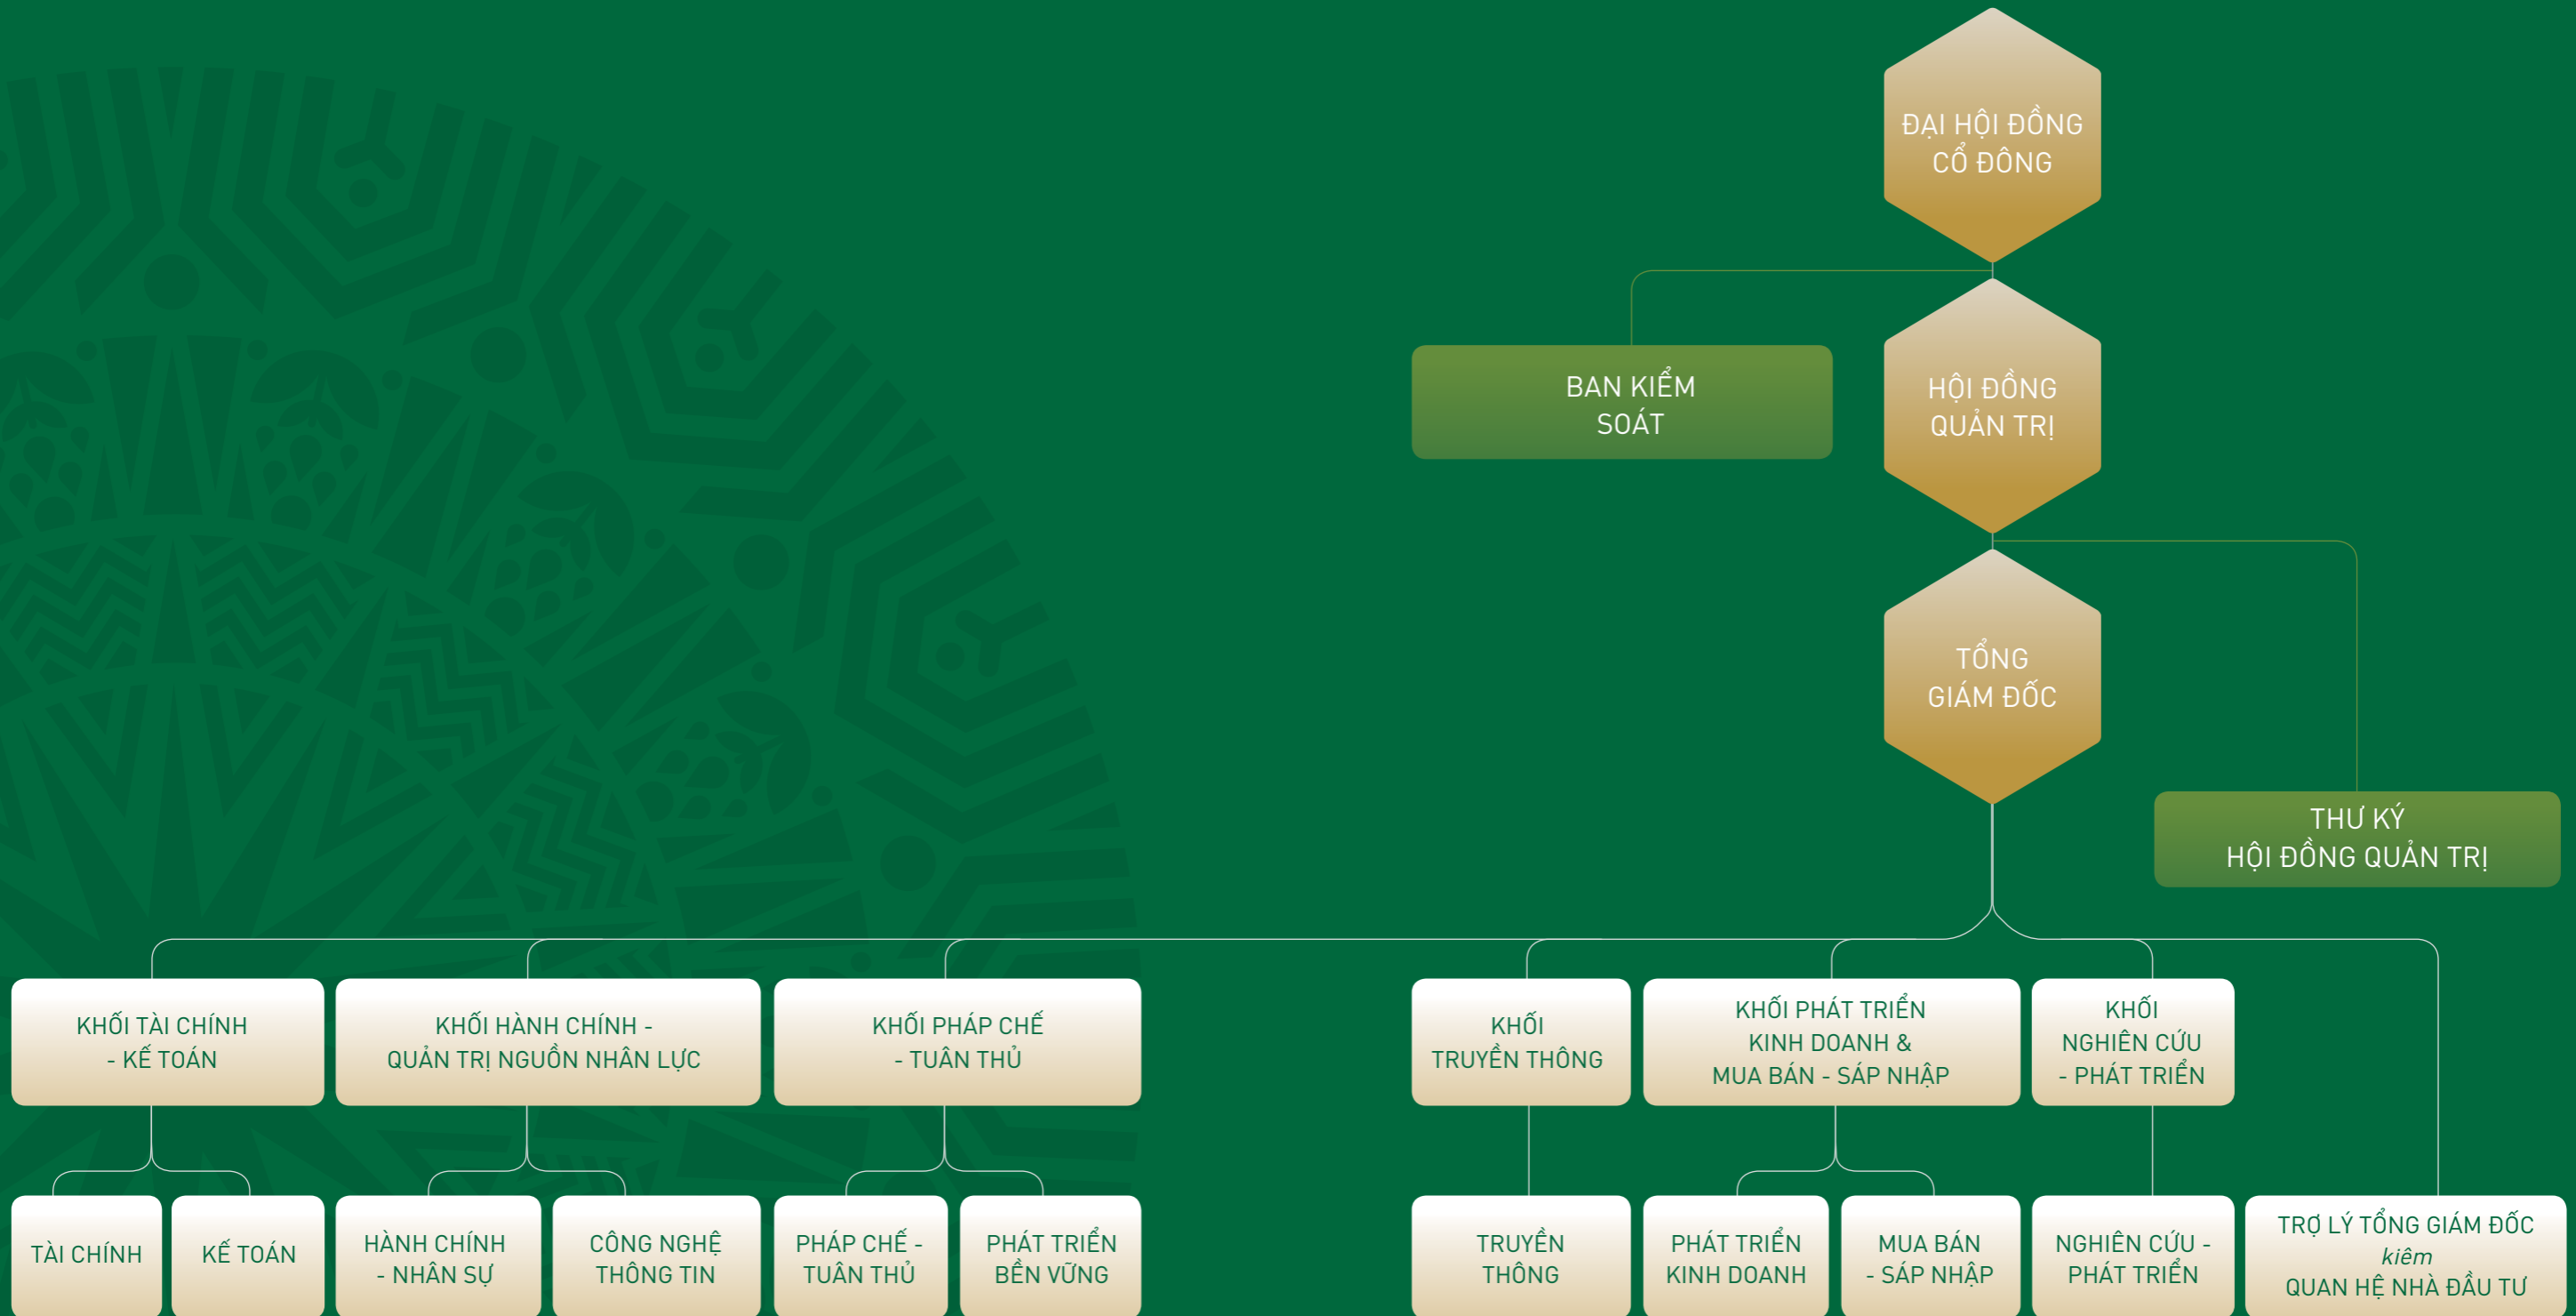 ĐẠI HỘI ĐỒNG
CỔ ĐÔNG
BAN KIỂM
SOÁT
HỘI ĐỒNG
QUẢN TRỊ
TỔNG
GIÁM ĐỐC
THƯ KÝ
HỘI ĐỒNG QUẢN TRỊ
KHỐI TÀI CHÍNH
- KẾ TOÁN
KHỐI HÀNH CHÍNH -
QUẢN TRỊ NGUỒN NHÂN LỰC
KHỐI PHÁP CHẾ
- TUÂN THỦ
KHỐI
TRUYỀN THÔNG
KHỐI PHÁT TRIỂN
KINH DOANH &
MUA BÁN - SÁP NHẬP
KHỐI
NGHIÊN CỨU
- PHÁT TRIỂN
TÀI CHÍNH
KẾ TOÁN
HÀNH CHÍNH
- NHÂN SỰ
CÔNG NGHỆ
THÔNG TIN
PHÁP CHẾ -
TUÂN THỦ
PHÁT TRIỂN
BỀN VỮNG
TRUYỀN
THÔNG
PHÁT TRIỂN
KINH DOANH
MUA BÁN
- SÁP NHẬP
NGHIÊN CỨU -
PHÁT TRIỂN
TRỢ LÝ TỔNG GIÁM ĐỐC
kiêm
QUAN HỆ NHÀ ĐẦU TƯ